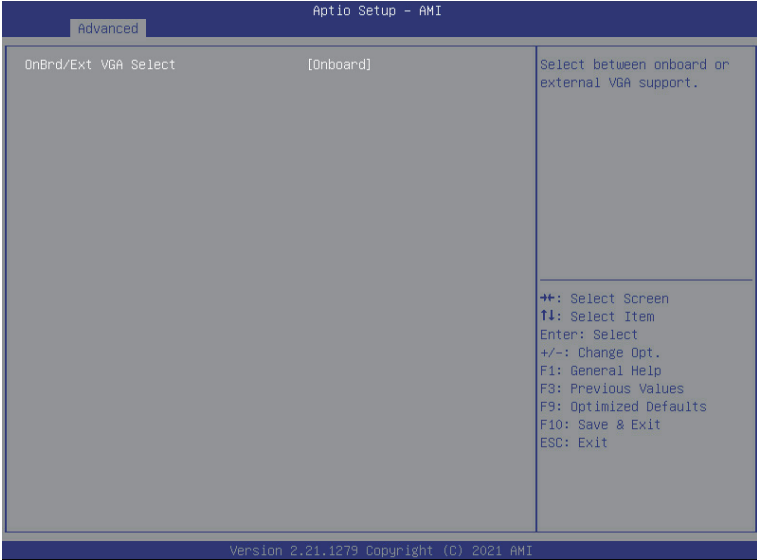 Aptio Setup – AMI
Advanced
OnBrd/Ext VGA Select [Onboard]
Select between onboard or
external VGA support.
→←: Select Screen
↑↓: Select Item
Enter: Select
+/-: Change Opt.
F1: General Help
F3: Previous Values
F9: Optimized Defaults
F10: Save & Exit
ESC: Exit
Version 2.21.1279 Copyright (C) 2021 AMI